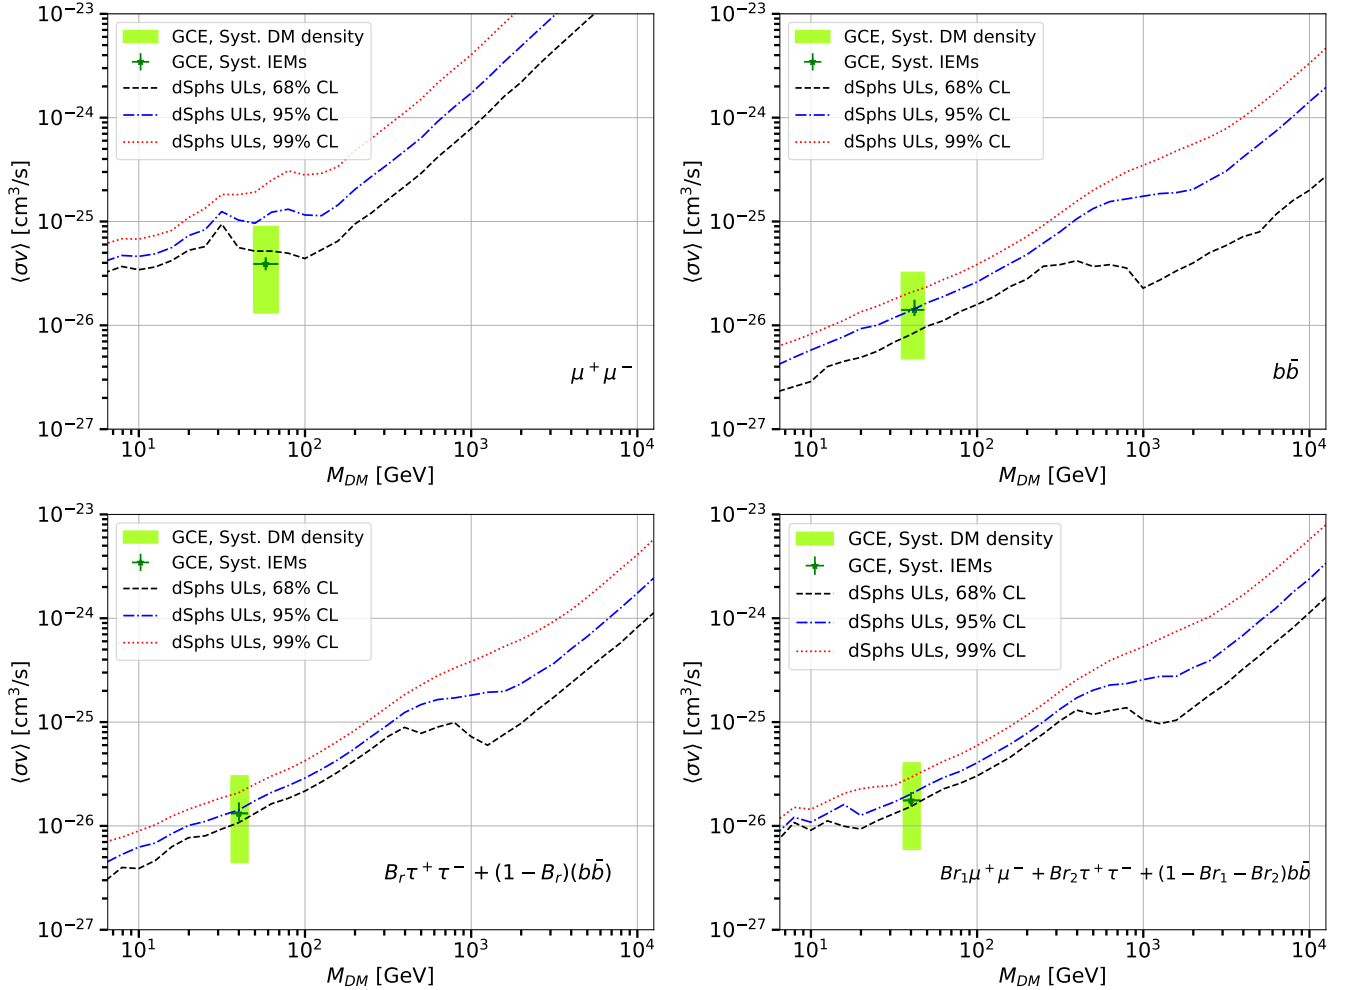 10⁻²³
10⁻²⁴
10⁻²⁵
10⁻²⁶
10⁻²⁷
⟨σv⟩ [cm³/s]
GCE, Syst. DM density
GCE, Syst. IEMs
dSphs ULs, 68% CL
dSphs ULs, 95% CL
dSphs ULs, 99% CL
μ⁺μ⁻
10¹ 10² 10³ 10⁴
M_DM [GeV]
10⁻²³
10⁻²⁴
10⁻²⁵
10⁻²⁶
10⁻²⁷
⟨σv⟩ [cm³/s]
GCE, Syst. DM density
GCE, Syst. IEMs
dSphs ULs, 68% CL
dSphs ULs, 95% CL
dSphs ULs, 99% CL
bb̄
10¹ 10² 10³ 10⁴
M_DM [GeV]
10⁻²³
10⁻²⁴
10⁻²⁵
10⁻²⁶
10⁻²⁷
⟨σv⟩ [cm³/s]
GCE, Syst. DM density
GCE, Syst. IEMs
dSphs ULs, 68% CL
dSphs ULs, 95% CL
dSphs ULs, 99% CL
B_rτ⁺τ⁻ + (1 − B_r)(bb̄)
10¹ 10² 10³ 10⁴
M_DM [GeV]
10⁻²³
10⁻²⁴
10⁻²⁵
10⁻²⁶
10⁻²⁷
⟨σv⟩ [cm³/s]
GCE, Syst. DM density
GCE, Syst. IEMs
dSphs ULs, 68% CL
dSphs ULs, 95% CL
dSphs ULs, 99% CL
Br₁μ⁺μ⁻ + Br₂τ⁺τ⁻ + (1 − Br₁ − Br₂)bb̄
10¹ 10² 10³ 10⁴
M_DM [GeV]